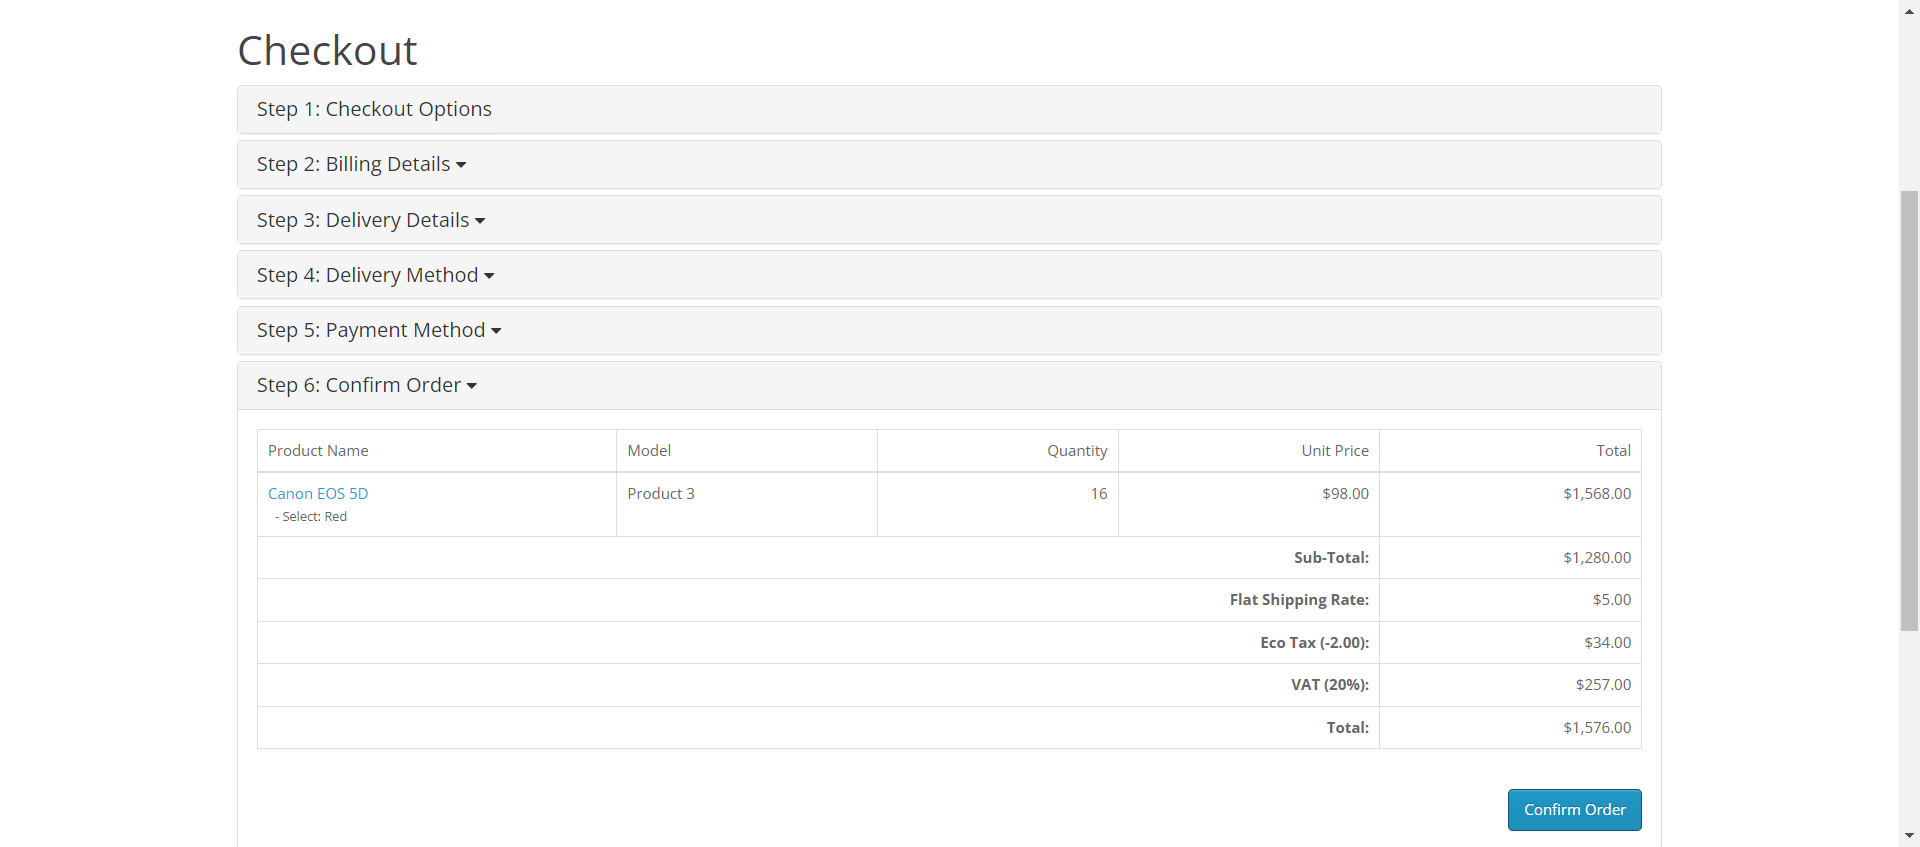 Checkout
Step 1: Checkout Options
Step 2: Billing Details
Step 3: Delivery Details
Step 4: Delivery Method
Step 5: Payment Method
Step 6: Confirm Order
Product Name Model Quantity Unit Price Total
Canon EOS 5D Product 3 16 $98.00 $1,568.00
- Select: Red
Sub-Total: $1,280.00
Flat Shipping Rate: $5.00
Eco Tax (-2.00): $34.00
VAT (20%): $257.00
Total: $1,576.00
Confirm Order